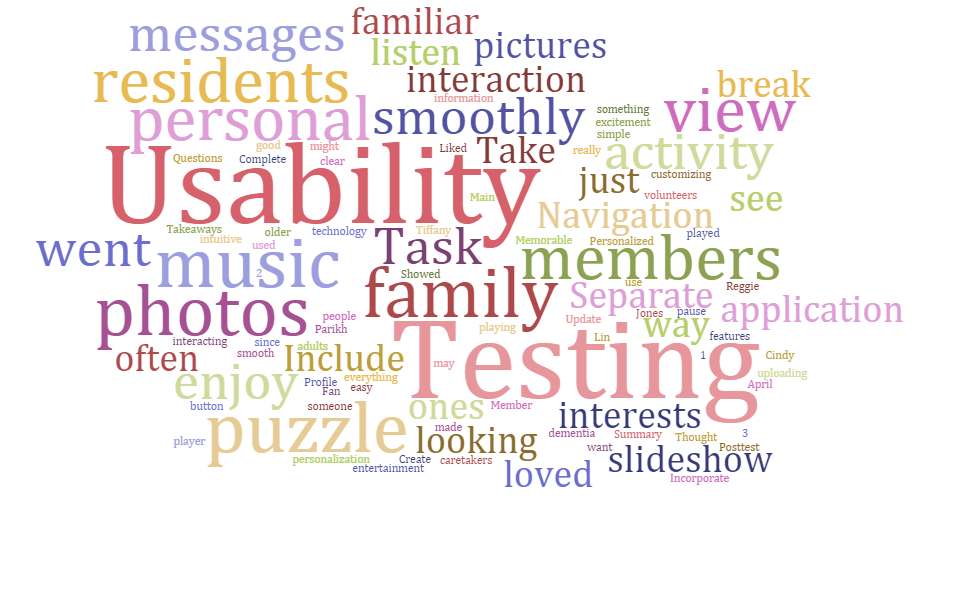 familiar
messages
listen pictures
residents interaction break
information
personal smoothly something view
excitement
simple
good might Liked Take really activity
Questions Complete clear
Usability just customizing
Main volunteers see
Navigation
Takeaways older technology Tiffany played
intuitive used Memorable Personalized
went Task members
music 2 Showed
family use Reggie
photos Separate application
people Update Jones pause
Parikh playing way
interacting since Testing Lin features
smooth adults 1 Cindy
often Include may
enjoy Profile everything uploading
Fan easy April
button someone ones Member interests
puzzle made 3
player looking dementia Summary Thought
want Posttest
personalization Create caretakers slideshow
entertainment loved Incorporate